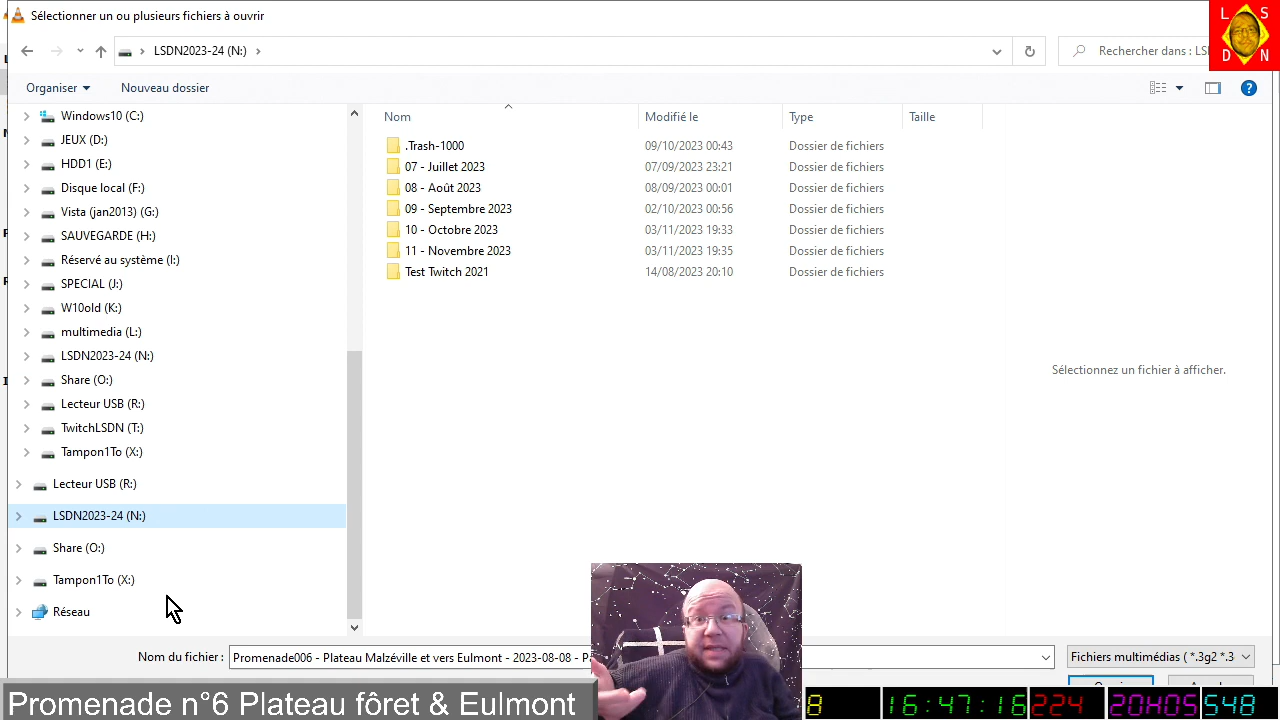 Sélectionner un ou plusieurs fichiers à ouvrir
L S
D N
LSDN2023-24 (N:)
Rechercher dans : LS
Organiser
Nouveau dossier
Nom Modifié le Type Taille
Windows10 (C:)
JEUX (D:)
HDD1 (E:)
Disque local (F:)
Vista (jan2013) (G:)
SAUVEGARDE (H:)
Réservé au système (I:)
SPECIAL (J:)
W10old (K:)
multimedia (L:)
LSDN2023-24 (N:)
Share (O:)
Lecteur USB (R:)
TwitchLSDN (T:)
Tampon1To (X:)
Lecteur USB (R:)
LSDN2023-24 (N:)
Share (O:)
Tampon1To (X:)
Réseau
.Trash-1000 09/10/2023 00:43 Dossier de fichiers
07 - Juillet 2023 07/09/2023 23:21 Dossier de fichiers
08 - Août 2023 08/09/2023 00:01 Dossier de fichiers
09 - Septembre 2023 02/10/2023 00:56 Dossier de fichiers
10 - Octobre 2023 03/11/2023 19:33 Dossier de fichiers
11 - Novembre 2023 03/11/2023 19:35 Dossier de fichiers
Test Twitch 2021 14/08/2023 20:10 Dossier de fichiers
Sélectionnez un fichier à afficher.
Nom du fichier :
Promenade006 - Plateau Malzéville et vers Eulmont - 2023-08-08 - P
Fichiers multimédias ( *.3g2 *.3
Promenade n°6 Plateau fôret & Eulmont
8 16:47:16 224 20H05 548